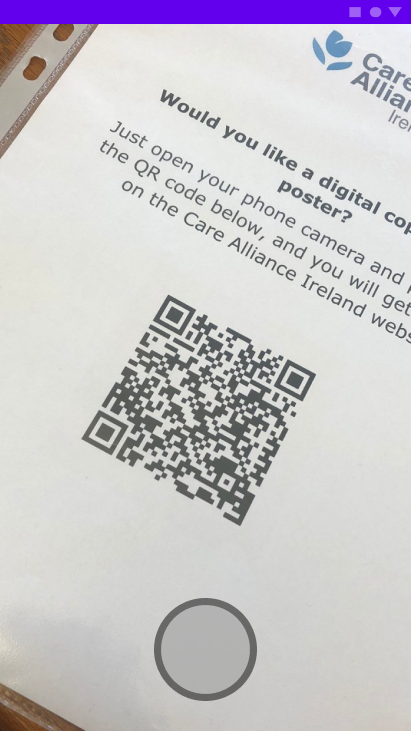 Care
Allian
Ire
Would you like a digital cop
poster?
Just open your phone camera and
the QR code below, and you will get
on the Care Alliance Ireland webs